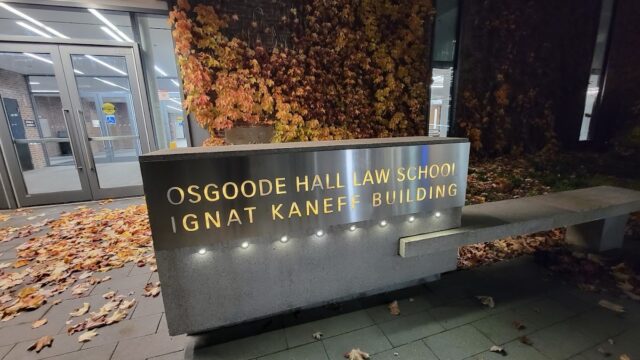 OSGOODE HALL LAW SCHOOL
IGNAT KANEFF BUILDING